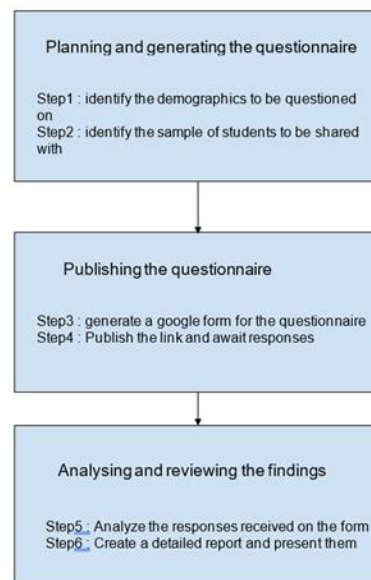 Planning and generating the questionnaire
Step1 : identify the demographics to be questioned
on
Step2 : identify the sample of students to be shared
with
Publishing the questionnaire
Step3 : generate a google form for the questionnaire
Step4 : Publish the link and await responses
Analysing and reviewing the findings
Step5 : Analyze the responses received on the form
Step6 : Create a detailed report and present them